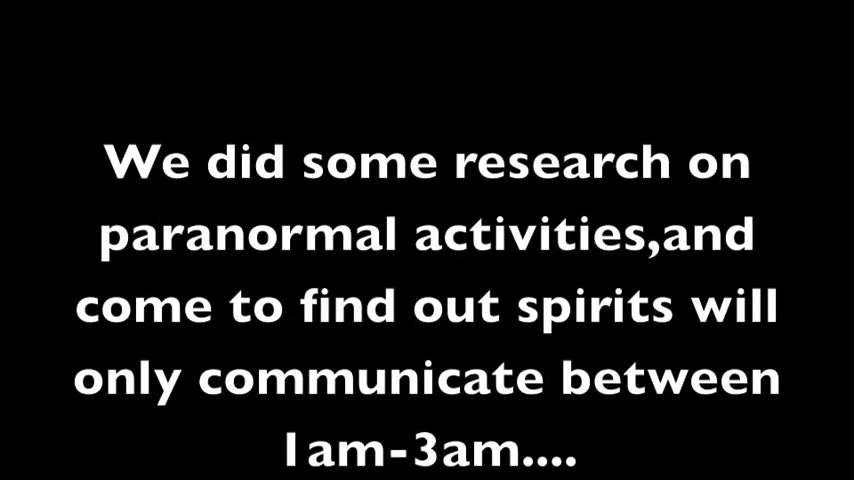 We did some research on
paranormal activities,and
come to find out spirits will
only communicate between
1am-3am....